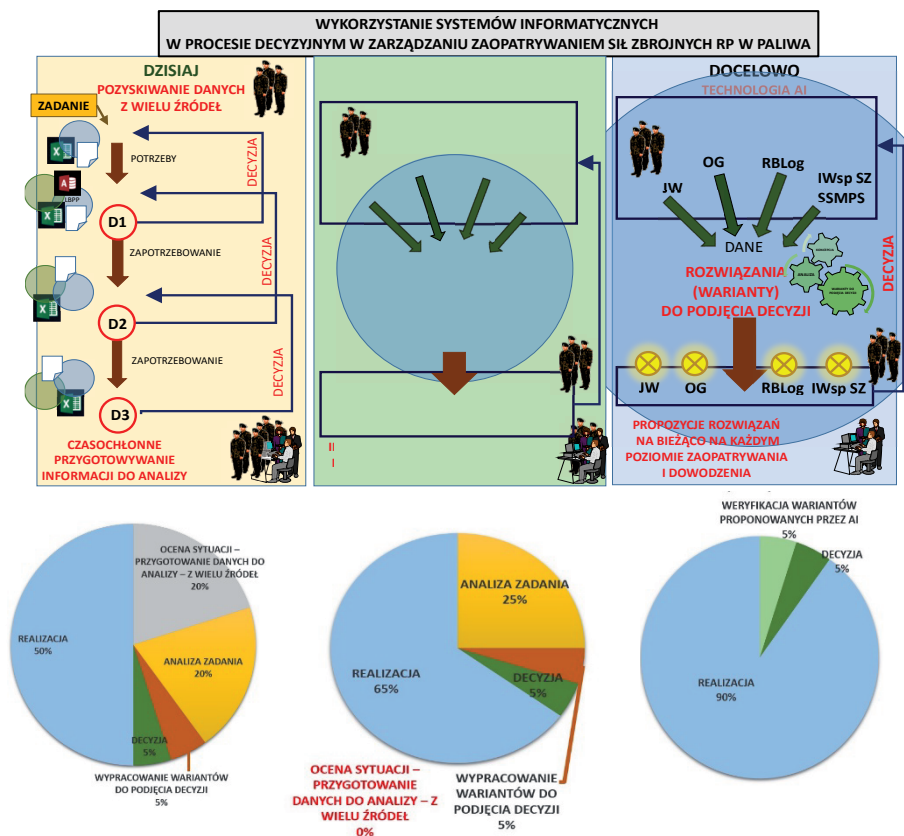 WYKORZYSTANIE SYSTEMÓW INFORMATYCZNYCH
W PROCESIE DECYZYJNYM W ZARZĄDZANIU ZAOPATRYWANIEM SIŁ ZBROJNYCH RP W PALIWA
DZISIAJ
POZYSKIWANIE DANYCH
Z WIELU ŹRÓDEŁ
ZADANIE
POTRZEBY
LBPP
D1
ZAPOTRZEBOWANIE
D2
ZAPOTRZEBOWANIE
D3
DECYZJA
DECYZJA
DECYZJA
CZASOCHŁONNE
PRZYGOTOWYWANIE
INFORMACJI DO ANALIZY
DOCELOWO
TECHNOLOGIA AI
JW
OG
RBLog
IWsp SZ
SSMPS
DANE
ROZWIĄZANIA
(WARIANTY)
DO PODJĘCIA DECYZJI
ANALIZA
DECYZJA
JW
OG
RBLog
IWsp SZ
PROPOZYCJE ROZWIĄZAŃ
NA BIEŻĄCO NA KAŻDYM
POZIOMIE ZAOPATRYWANIA
I DOWODZENIA
OCENA SYTUACJI –
PRZYGOTOWANIE DANYCH DO
ANALIZY – Z WIELU ŹRÓDEŁ
20%
REALIZACJA
50%
ANALIZA ZADANIA
20%
DECYZJA
5%
WYPRACOWANIE WARIANTÓW
DO PODJĘCIA DECYZJI
5%
ANALIZA ZADANIA
25%
REALIZACJA
65%
DECYZJA
5%
OCENA SYTUACJI –
PRZYGOTOWANIE
DANYCH DO ANALIZY – Z
WIELU ŹRÓDEŁ
0%
WYPRACOWANIE
WARIANTÓW DO
PODJĘCIA DECYZJI
5%
WERYFIKACJA WARIANTÓW
PROPONOWANYCH PRZEZ AI
5%
DECYZJA
5%
REALIZACJA
90%